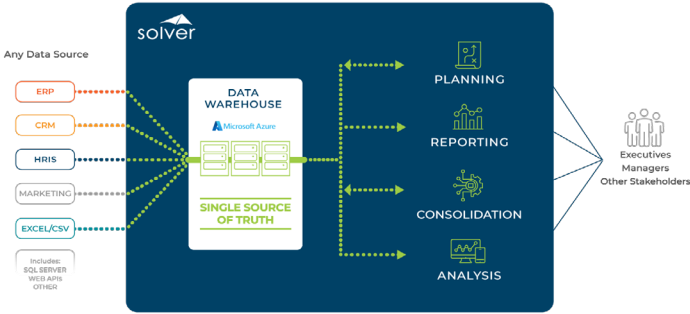 solver
Any Data Source
ERP
CRM
HRIS
MARKETING
EXCEL/CSV
Includes:
SQL SERVER
WEB APIs
OTHER
DATA
WAREHOUSE
Microsoft Azure
SINGLE SOURCE
OF TRUTH
PLANNING
REPORTING
CONSOLIDATION
ANALYSIS
Executives
Managers
Other Stakeholders